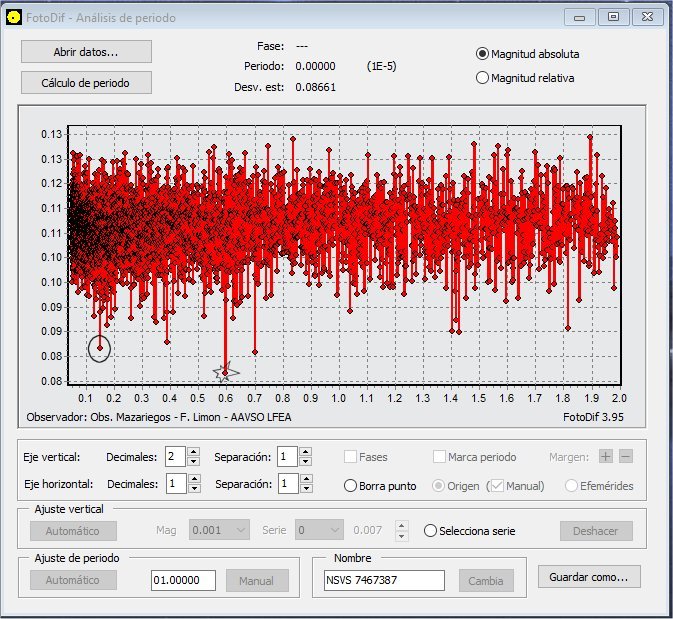 FotoDif - Análisis de periodo
Abrir datos...
Cálculo de periodo
Fase: ---
Periodo: 0.00000 (1E-5)
Desv. est: 0.08661
Magnitud absoluta
Magnitud relativa
0.13
0.13
0.12
0.11
0.11
0.10
0.10
0.09
0.09
0.08
0.08
0.1 0.2 0.3 0.4 0.5 0.6 0.7 0.8 0.9 1.0 1.1 1.2 1.3 1.4 1.5 1.6 1.7 1.8 1.9 2.0
Observador: Obs. Mazariegos - F. Limon - AAVSO LFEA FotoDif 3.95
Eje vertical: Decimales: 2 Separación: 1 Fases Marca periodo Margen: + −
Eje horizontal: Decimales: 1 Separación: 1 Borra punto Origen ( Manual) Efemérides
Ajuste vertical
Automático Mag 0.001 Serie 0 0.007 Selecciona serie Deshacer
Ajuste de periodo
Automático 01.00000 Manual
Nombre
NSVS 7467387 Cambia
Guardar como...